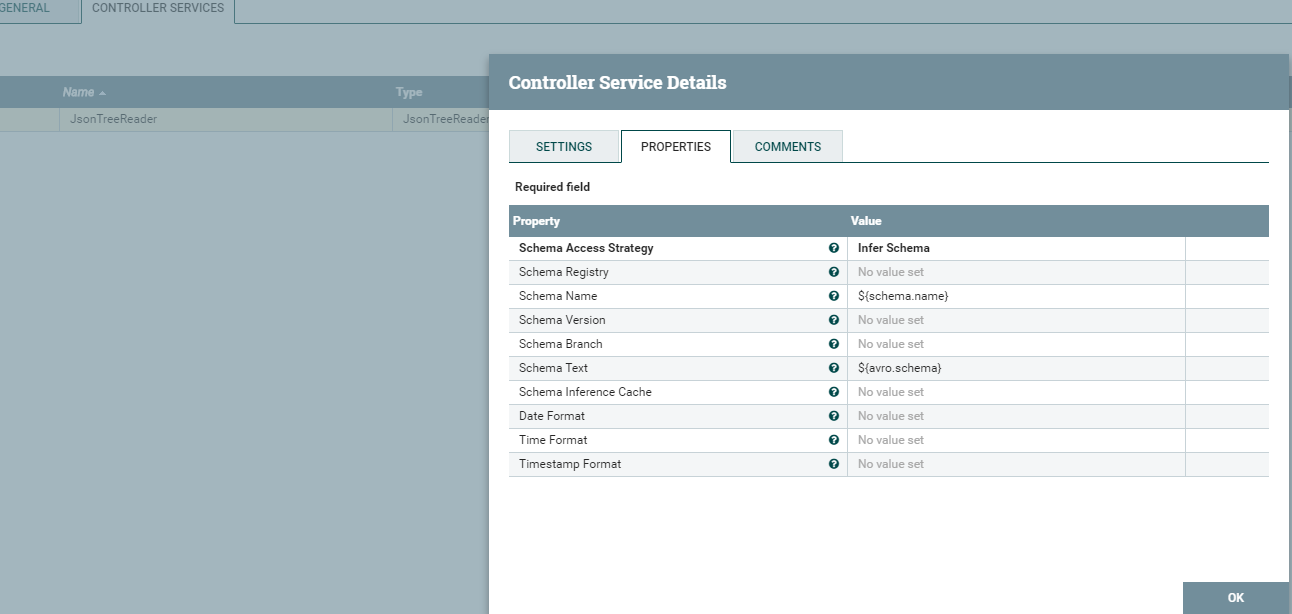 GENERAL
CONTROLLER SERVICES
Name
Type
JsonTreeReader
JsonTreeReader
Controller Service Details
SETTINGS
PROPERTIES
COMMENTS
Required field
Property Value
Schema Access Strategy Infer Schema
Schema Registry No value set
Schema Name ${schema.name}
Schema Version No value set
Schema Branch No value set
Schema Text ${avro.schema}
Schema Inference Cache No value set
Date Format No value set
Time Format No value set
Timestamp Format No value set
OK